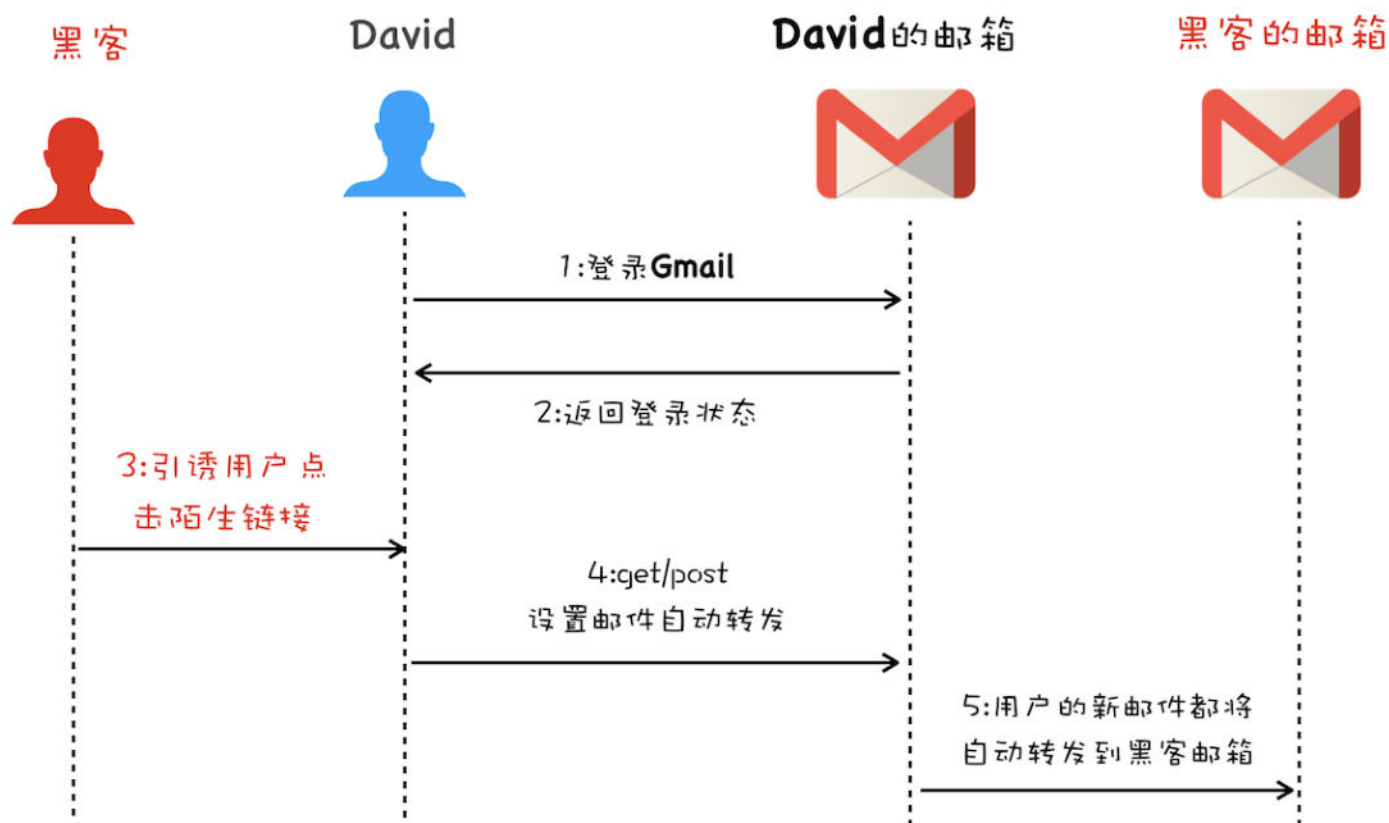 黑客
David
David的邮箱
黑客的邮箱
1:登录Gmail
2:返回登录状态
3:引诱用户点
击陌生链接
4:get/post
设置邮件自动转发
5:用户的新邮件都将
自动转发到黑客邮箱